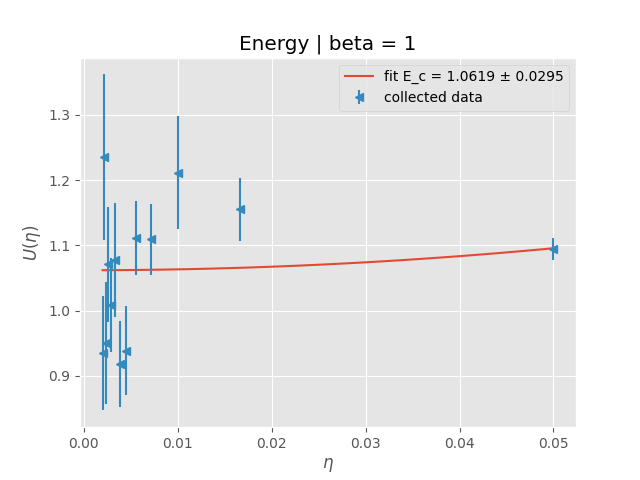 Energy | beta = 1
fit E_c = 1.0619 ± 0.0295
collected data
1.3
1.2
1.1
1.0
0.9
U(η)
0.00
0.01
0.02
0.03
0.04
0.05
η